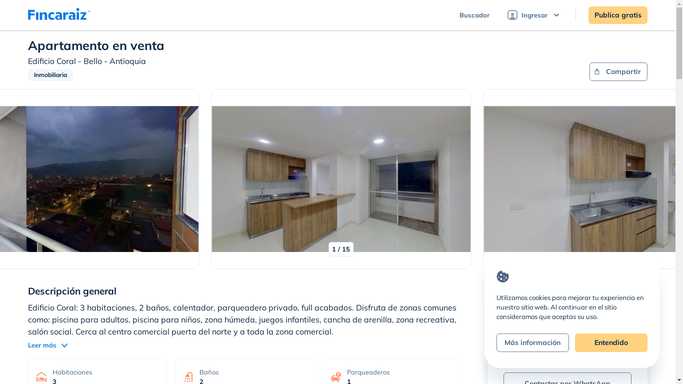 Fincaraiz
Buscador
Ingresar
Publica gratis
Apartamento en venta
Edificio Coral - Bello - Antioquia
Inmobiliaria
Compartir
1 / 15
Descripción general
Edificio Coral: 3 habitaciones, 2 baños, calentador, parqueadero privado, full acabados. Disfruta de zonas comunes
como: piscina para adultos, piscina para niños, zona húmeda, juegos infantiles, cancha de arenilla, zona recreativa,
salón social. Cerca al centro comercial puerta del norte y a toda la zona comercial.
Leer más
Habitaciones
3
Baños
2
Parqueaderos
1
Utilizamos cookies para mejorar tu experiencia en
nuestro sitio web. Al continuar en el sitio
consideramos que aceptas su uso.
Más información
Entendido
Contactar por WhatsApp